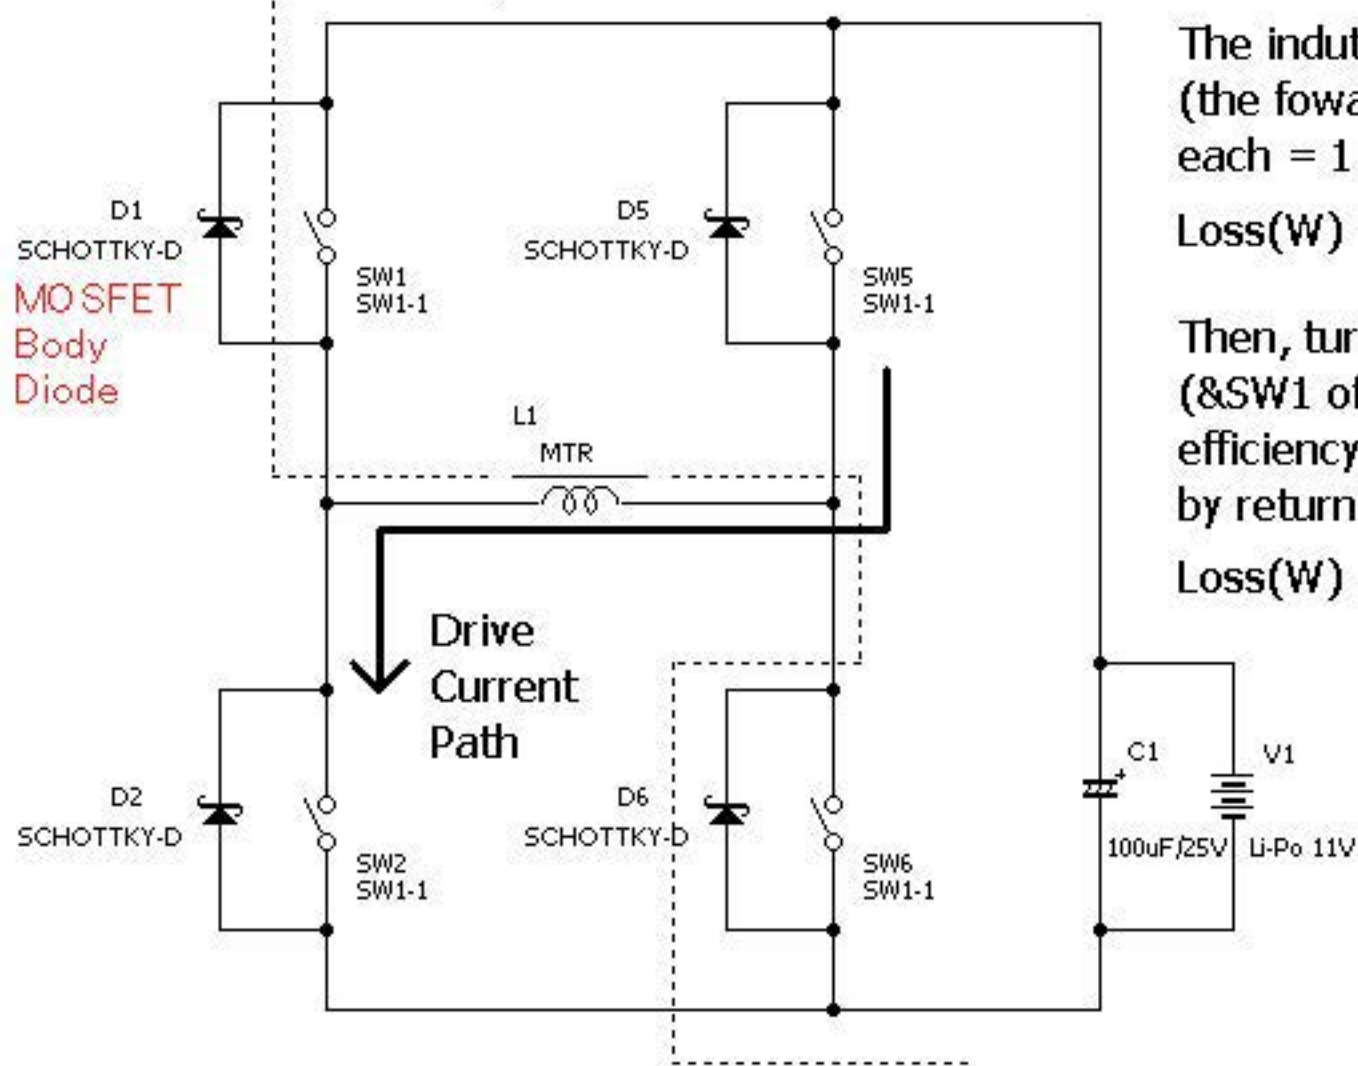 The indut
(the fowa
each = 1
Loss(W)
Then, tur
(&SW1 of
efficiency
by return
Loss(W)
D1
SCHOTTKY-D
MOSFET
Body
Diode
SW1
SW1-1
D5
SCHOTTKY-D
SW5
SW1-1
L1
MTR
Drive
Current
Path
D2
SCHOTTKY-D
SW2
SW1-1
D6
SCHOTTKY-D
SW6
SW1-1
C1
+
100uF/25V
V1
Li-Po 11V